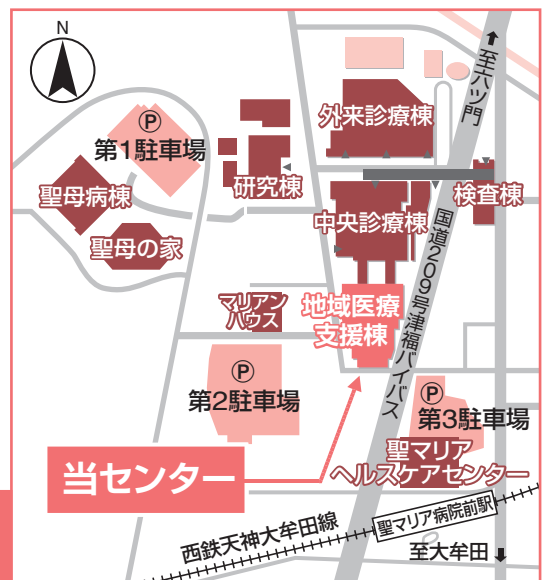 N
至六ツ門
外来診療棟
Ⓟ
第1駐車場
研究棟
聖母病棟
検査棟
中央診療棟
聖母の家
国道209号津福バイパス
マリアン
ハウス
地域医療
支援棟
Ⓟ
第2駐車場
Ⓟ
第3駐車場
聖マリア
ヘルスケアセンター
当センター
西鉄天神大牟田線
聖マリア病院前駅
至大牟田